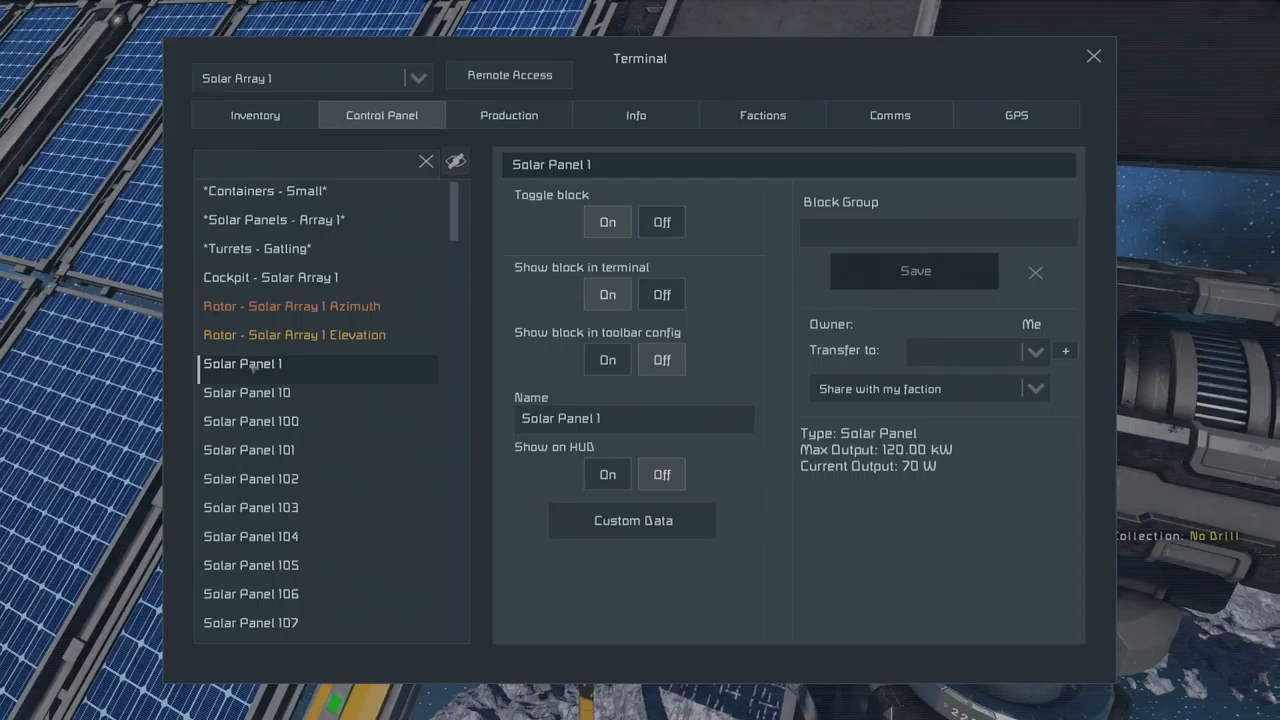 Terminal
Solar Array 1
Remote Access
Inventory
Control Panel
Production
Info
Factions
Comms
GPS
*Containers - Small*
*Solar Panels - Array 1*
*Turrets - Gatling*
Cockpit - Solar Array 1
Rotor - Solar Array 1 Azimuth
Rotor - Solar Array 1 Elevation
Solar Panel 1
Solar Panel 10
Solar Panel 100
Solar Panel 101
Solar Panel 102
Solar Panel 103
Solar Panel 104
Solar Panel 105
Solar Panel 106
Solar Panel 107
Solar Panel 1
Toggle block
On
Off
Show block in terminal
On
Off
Show block in toolbar config
On
Off
Name
Solar Panel 1
Show on HUD
On
Off
Custom Data
Block Group
Save
Owner:
Me
Transfer to:
+
Share with my faction
Type: Solar Panel
Max Output: 120.00 kW
Current Output: 70 W
Collection: No Drill